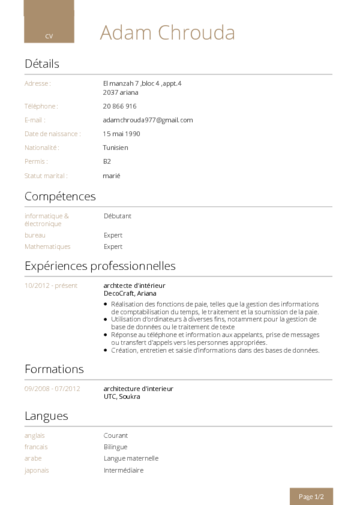 CV
Adam Chrouda
Détails
Adresse : El manzah 7 ,bloc 4 ,appt.4
2037 ariana
Téléphone : 20 866 916
E-mail : adamchrouda977@gmail.com
Date de naissance : 15 mai 1990
Nationalité : Tunisien
Permis : B2
Statut marital : marié
Compétences
informatique & Débutant
électronique
bureau Expert
Mathematiques Expert
Expériences professionnelles
10/2012 - présent archtecte d'intérieur
DecoCraft, Ariana
• Réalisation des fonctions de paie, telles que la gestion des informations
de comptabilisation du temps, le traitement et la soumission de la paie.
• Utilisation d'ordinateurs à diverses fins, notamment pour la gestion de
base de données ou le traitement de texte
• Réponse au téléphone et information aux appelants, prise de messages
ou transfert d'appels vers les personnes appropriées.
• Création, entretien et saisie d'informations dans des bases de données.
Formations
09/2008 - 07/2012 architecture d'interieur
UTC, Soukra
Langues
anglais Courant
francais Bilingue
arabe Langue maternelle
japonais Intermédiaire
Page 1/2